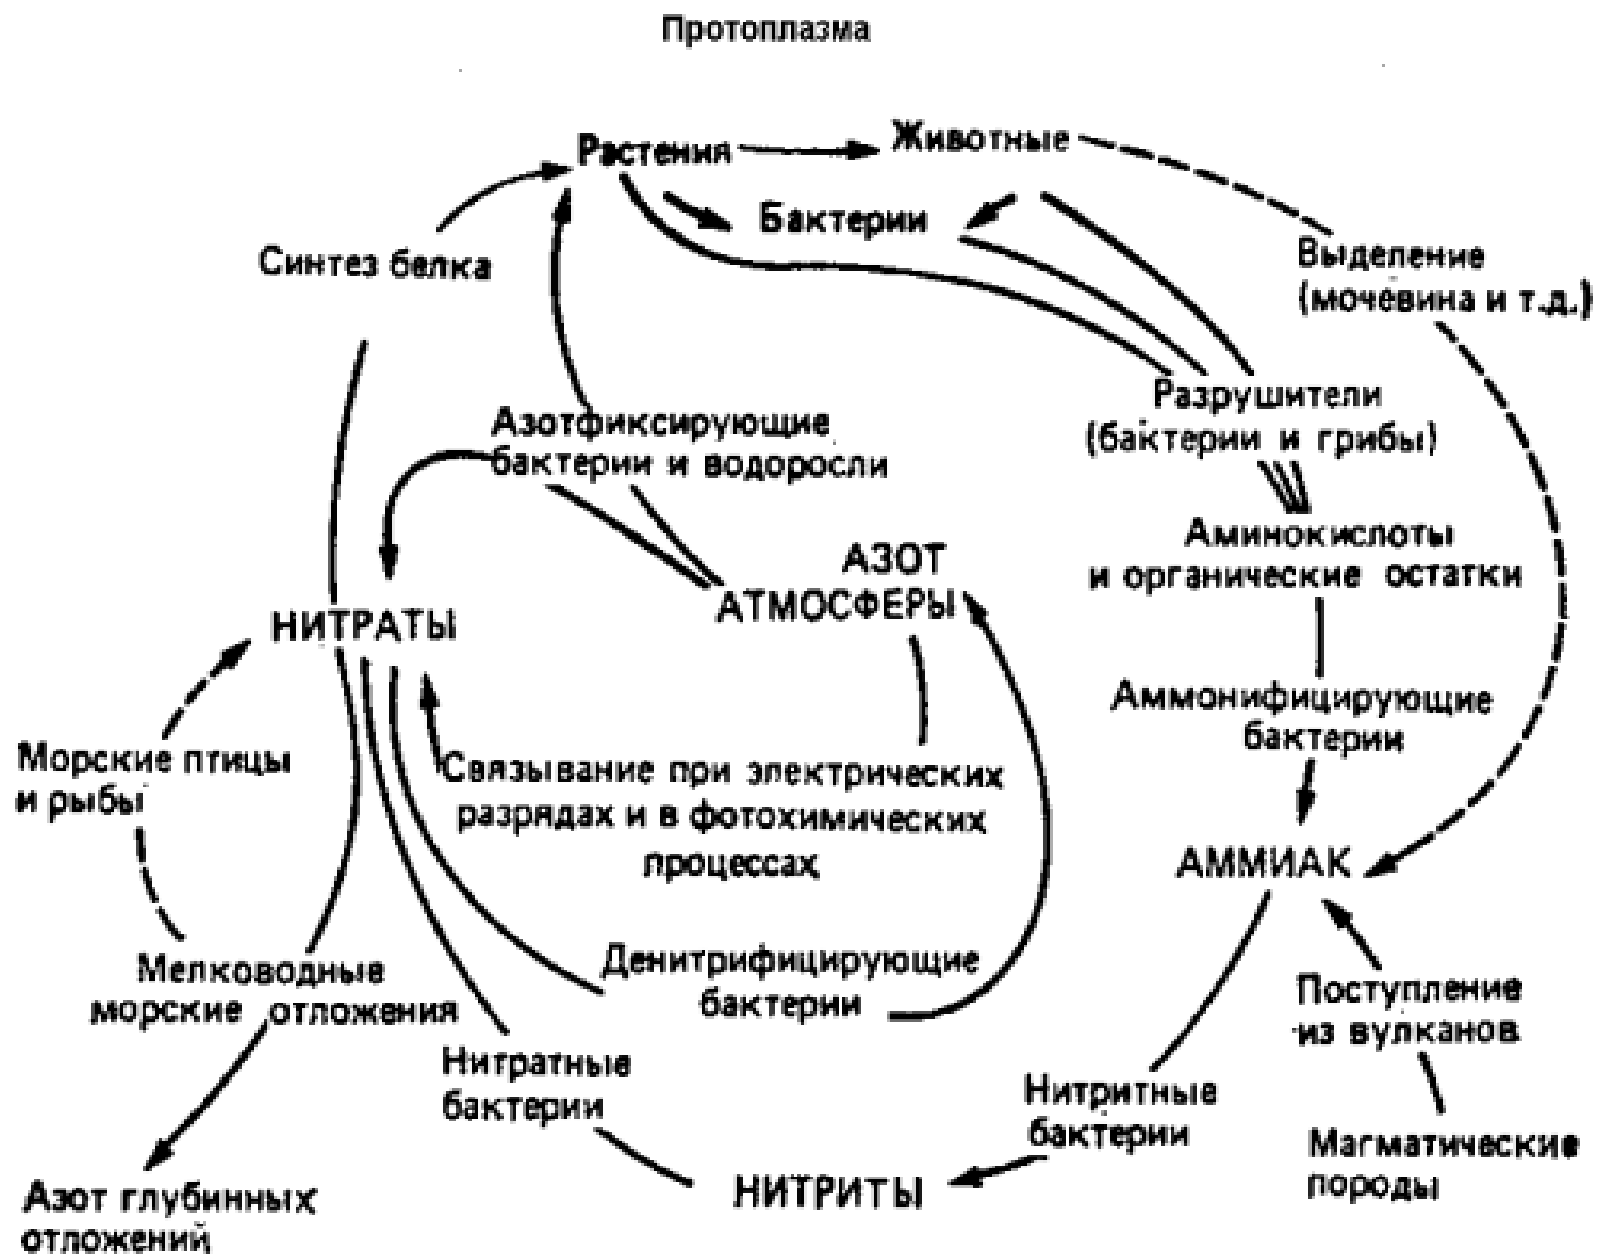 Протоплазма
Растения
Животные
Бактерии
Синтез белка
Выделение
(мочевина и т.д.)
Разрушители
(бактерии и грибы)
Азотфиксирующие
бактерии и водоросли
Аминокислоты
и органические остатки
АЗОТ
АТМОСФЕРЫ
НИТРАТЫ
Аммонифицирующие
бактерии
Морские птицы
и рыбы
Связывание при электрических
разрядах и в фотохимических
процессах
АММИАК
Мелководные
морские отложения
Денитрифицирующие
бактерии
Поступление
из вулканов
Нитратные
бактерии
Нитритные
бактерии
Магматические
породы
НИТРИТЫ
Азот глубинных
отложений